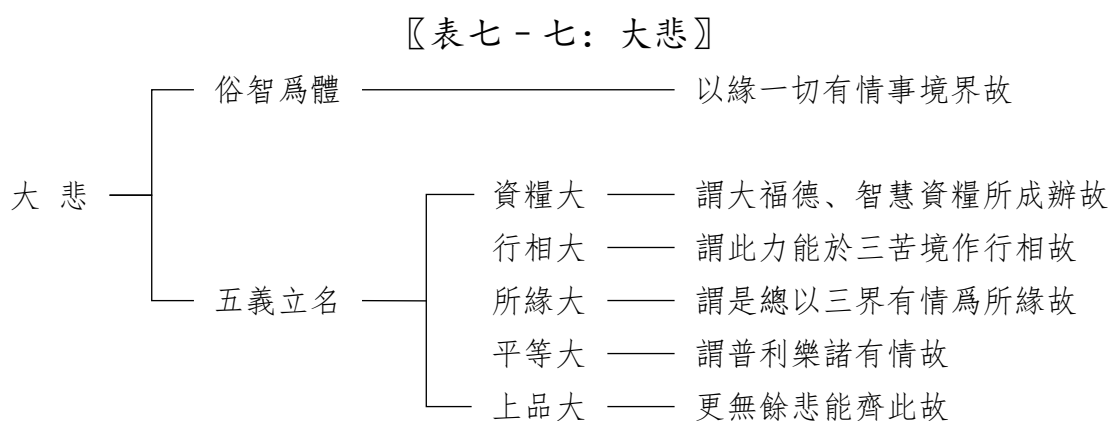 〖表七－七：大悲〗
俗智爲體 以緣一切有情事境界故
大悲
資糧大 謂大福德、智慧資糧所成辦故
行相大 謂此力能於三苦境作行相故
五義立名 所緣大 謂是總以三界有情爲所緣故
平等大 謂普利樂諸有情故
上品大 更無餘悲能齊此故